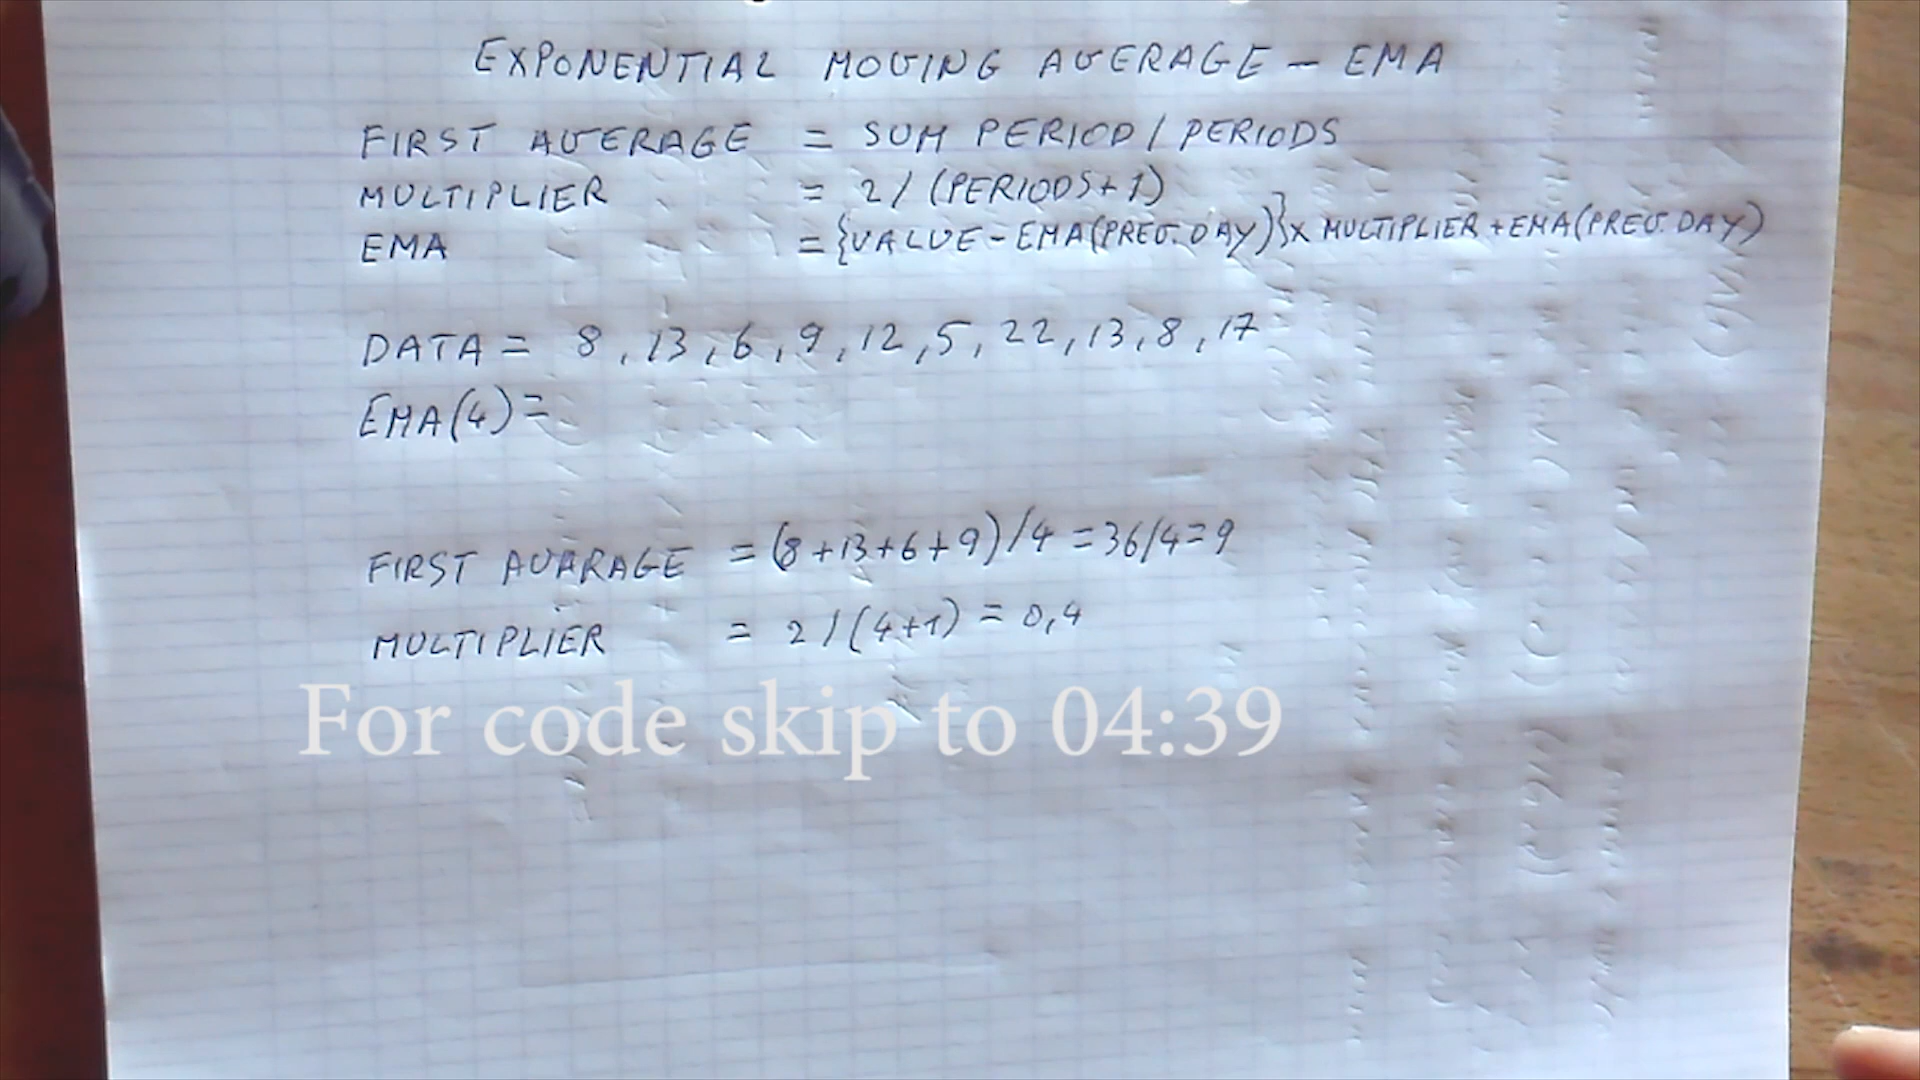 EXPONENTIAL MOVING AVERAGE - EMA
FIRST AVERAGE = SUM PERIOD / PERIODS
MULTIPLIER = 2 / (PERIODS + 1)
EMA = {VALUE - EMA(PREV. DAY)} X MULTIPLIER + EMA(PREV. DAY)
DATA = 8, 13, 6, 9, 12, 5, 22, 13, 8, 17
EMA(4) =
FIRST AVARAGE = (8+13+6+9)/4 = 36/4 = 9
MULTIPLIER = 2 / (4+1) = 0,4
For code skip to 04:39